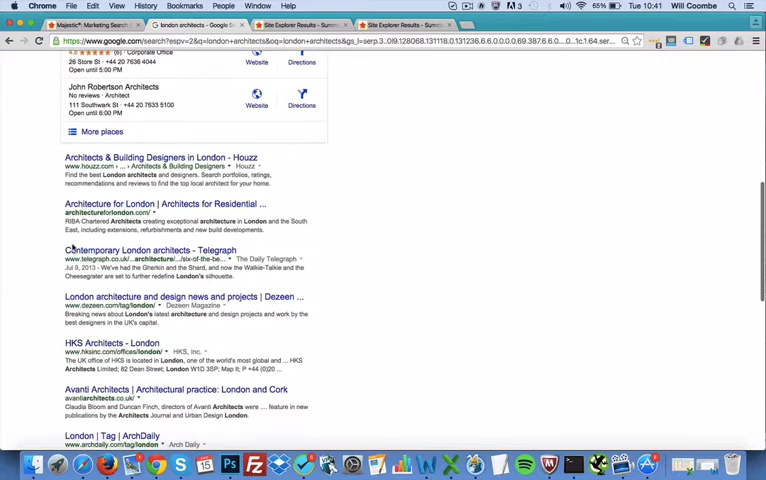 Chrome File Edit View History Bookmarks People Window Help 3 65% Tue 15 10:41 Will Coombe
Majestic®: Marketing Search london architects - Google Se Site Explorer Results - Summ Site Explorer Results - Summ
https://www.google.com/search?espv=2&q=london+architects&oq=london+architects&gs_l=serp.3
4.8 (6) · Corporate Office
26 Store St · +44 20 7636 4044
Open until 5:00 PM
Website Directions
John Robertson Architects
No reviews · Architect
111 Southwark St · +44 20 7633 5100
Open until 6:00 PM
Website Directions
More places
Architects & Building Designers in London - Houzz
www.houzz.com › ... › Architects & Building Designers Houzz
Find the best London architects and designers. Search portfolios, ratings,
recommendations and reviews to find the top local architect for your home.
Architecture for London | Architects for Residential ...
architectureforlondon.com/
RIBA Chartered Architects creating exceptional architecture in London and the South
East, including extensions, refurbishments and new build developments.
Contemporary London architects - Telegraph
www.telegraph.co.uk/...architecture/.../six-of-the-be... The Daily Telegraph
Jul 9, 2013 - We've had the Gherkin and the Shard, and now the Walkie-Talkie and the
Cheesegrater are set to further redefine London's silhouette.
London architecture and design news and projects | Dezeen ...
www.dezeen.com/tag/london/ Dezeen Magazine
Breaking news about London's latest architecture and design projects and work by the
best designers in the UK's capital.
HKS Architects - London
www.hksinc.com/offices/london/ HKS, Inc.
The UK office of HKS is located in London, one of the world's most global and ... HKS
Architects Limited; 82 Dean Street; London W1D 3SP; Map It; P +44 (0)20 ...
Avanti Architects | Architectural practice: London and Cork
avantiarchitects.co.uk/
Claudia Bloom and Duncan Finch, directors of Avanti Architects were .... feature in new
publications by the Architects Journal and Urban Design London.
London | Tag | ArchDaily
www.archdaily.com/tag/london Arch Daily
15